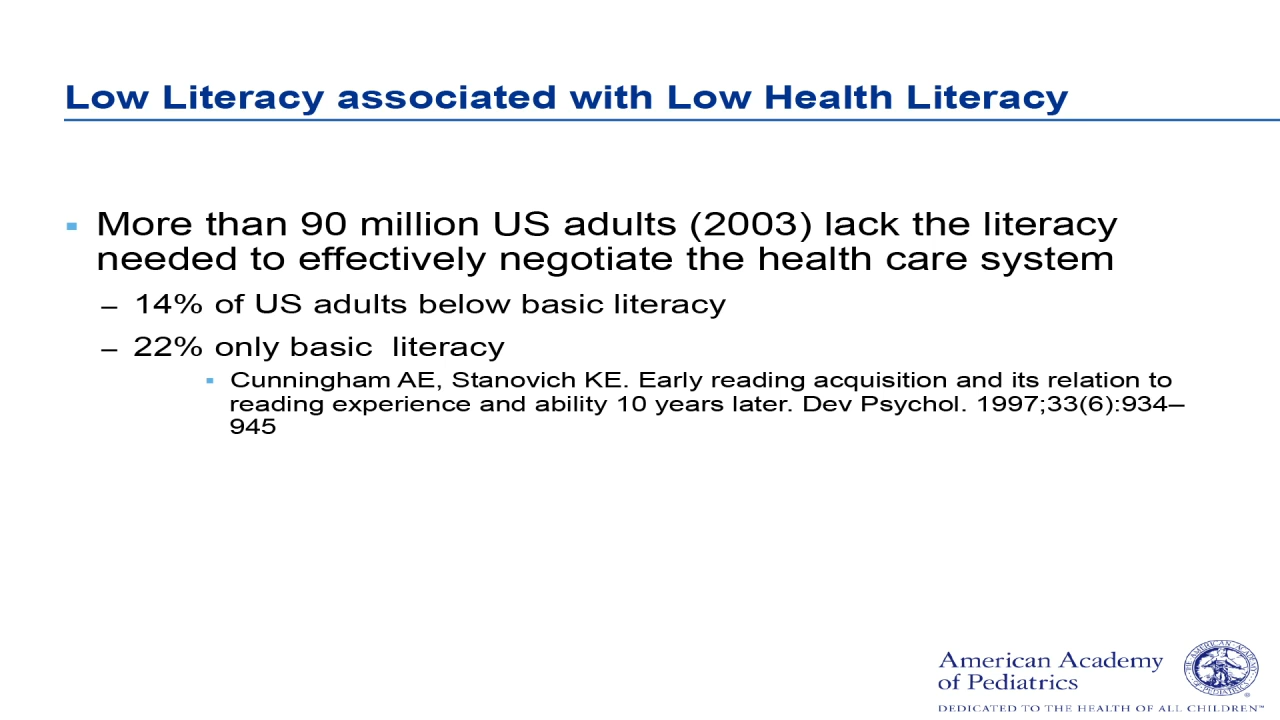 Low Literacy associated with Low Health Literacy
▪ More than 90 million US adults (2003) lack the literacy
needed to effectively negotiate the health care system
– 14% of US adults below basic literacy
– 22% only basic  literacy
▪ Cunningham AE, Stanovich KE. Early reading acquisition and its relation to
reading experience and ability 10 years later. Dev Psychol. 1997;33(6):934–
945
American Academy
of Pediatrics
DEDICATED TO THE HEALTH OF ALL CHILDREN™